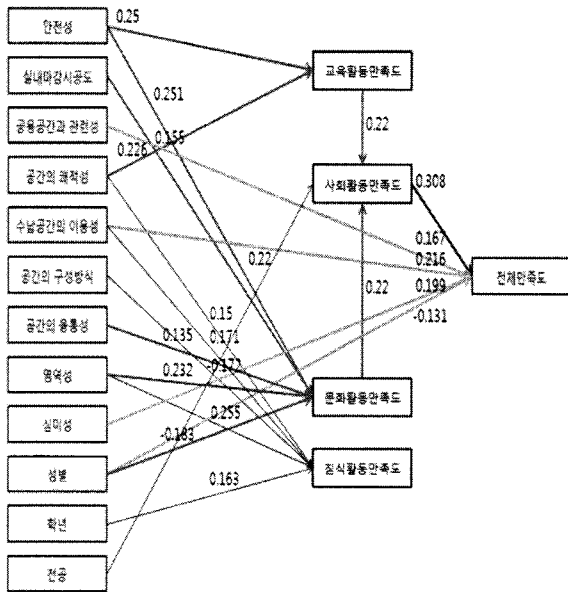 안전성
0.25
실내마감시공도
교육활동만족도
0.251
공용공간과 관련성
0.155
0.226
0.22
공간의 쾌적성
사회활동만족도
0.308
수납공간의 이용성
0.167
0.22
0.216
전체만족도
공간의 구성방식
0.199
0.22
0.15
-0.131
공간의 융통성
0.135
0.171
-0.172
영역성
0.232
문화활동만족도
심미성
0.255
-0.183
성별
침식활동만족도
0.163
학년
전공